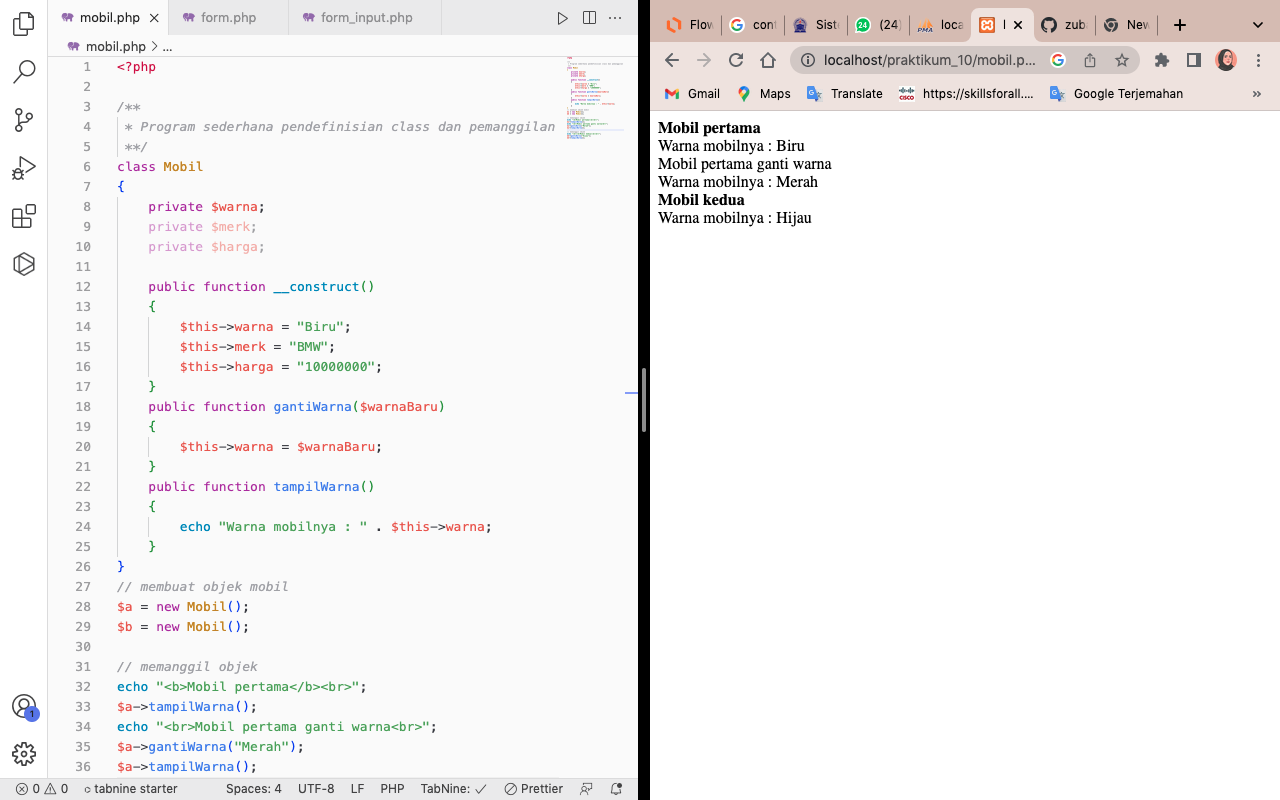 mobil.php
form.php
form_input.php
mobil.php > ...
1 <?php
2
3 /**
4 * Program sederhana pendefinisian class dan pemanggilan
5 **/
6 class Mobil
7 {
8 private $warna;
9 private $merk;
10 private $harga;
11
12 public function __construct()
13 {
14 $this->warna = "Biru";
15 $this->merk = "BMW";
16 $this->harga = "10000000";
17 }
18 public function gantiWarna($warnaBaru)
19 {
20 $this->warna = $warnaBaru;
21 }
22 public function tampilWarna()
23 {
24 echo "Warna mobilnya : " . $this->warna;
25 }
26 }
27 // membuat objek mobil
28 $a = new Mobil();
29 $b = new Mobil();
30
31 // memanggil objek
32 echo "<b>Mobil pertama</b><br>";
33 $a->tampilWarna();
34 echo "<br>Mobil pertama ganti warna<br>";
35 $a->gantiWarna("Merah");
36 $a->tampilWarna();
1
0 0 tabnine starter Spaces: 4 UTF-8 LF PHP TabNine: Prettier
Flow con Sist 24 (24) PMA loca l zub New
localhost/praktikum_10/mobil.p...
Gmail Maps Translate https://skillsforall.... Google Terjemahan »
Mobil pertama
Warna mobilnya : Biru
Mobil pertama ganti warna
Warna mobilnya : Merah
Mobil kedua
Warna mobilnya : Hijau